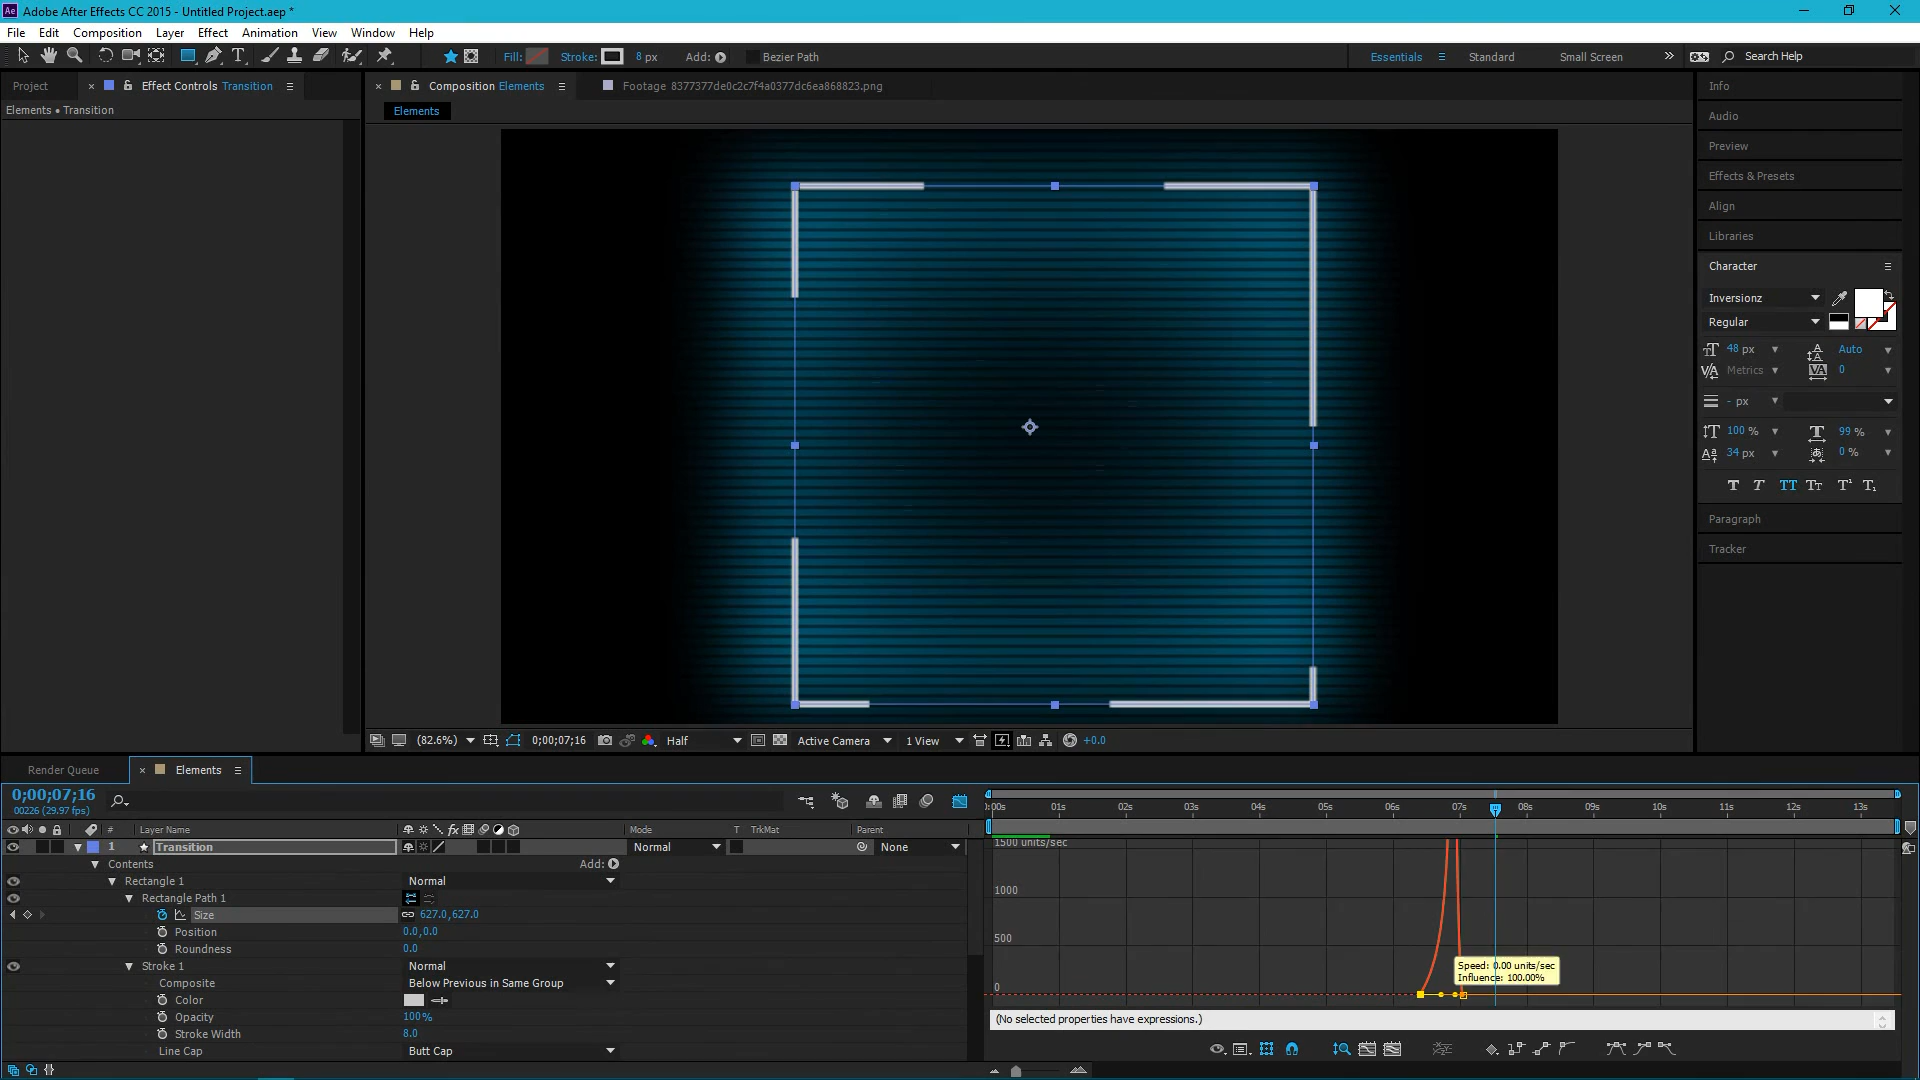 Adobe After Effects CC 2015 - Untitled Project.aep *
File Edit Composition Layer Effect Animation View Window Help
Fill: Stroke: 8 px Add: Bezier Path Essentials Standard Small Screen Search Help
Project Effect Controls Transition Composition Elements Footage 8377377de0c2c7f4a0377dc6ea868823.png
Elements • Transition
Elements
Info
Audio
Preview
Effects & Presets
Align
Libraries
Character
Inversionz
Regular
48 px Auto
Metrics 0
- px
100 % 99 %
34 px 0 %
Paragraph
Tracker
(82.6%) 0;00;07;16 Half Active Camera 1 View +0.0
Render Queue Elements
0;00;07;16
00226 (29.97 fps)
):00s 01s 02s 03s 04s 05s 06s 07s 08s 09s 10s 11s 12s 13s
# Layer Name Mode T TrkMat Parent
1 Transition Normal None
Contents Add:
Rectangle 1 Normal
Rectangle Path 1
Size 627.0,627.0
Position 0.0,0.0
Roundness 0.0
Stroke 1 Normal
Composite Below Previous in Same Group
Color
Opacity 100%
Stroke Width 8.0
Line Cap Butt Cap
1500 units/sec
1000
500
0
Speed: 0.00 units/sec
Influence: 100.00%
(No selected properties have expressions.)